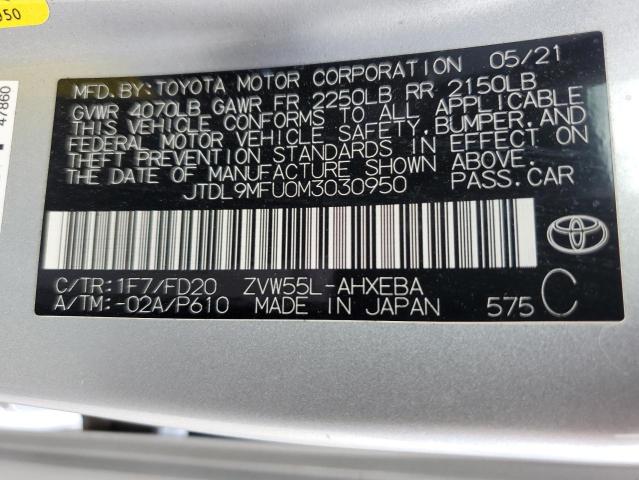 950
47860
MFD. BY: TOYOTA MOTOR CORPORATION 05/21
GVWR 4070LB GAWR FR 2250LB RR 2150LB
THIS VEHICLE CONFORMS TO ALL APPLICABLE
FEDERAL MOTOR VEHICLE SAFETY, BUMPER, AND
THEFT PREVENTION STANDARDS IN EFFECT ON
THE DATE OF MANUFACTURE SHOWN ABOVE.
JTDL9MFU0M3030950 PASS.CAR
C/TR:1F7/FD20 ZVW55L-AHXEBA
A/TM:-02A/P610 MADE IN JAPAN 575 C